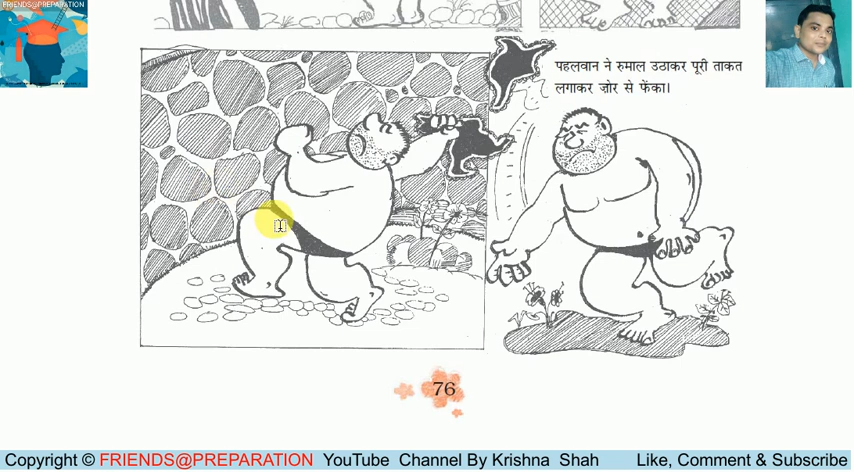 FRIENDS@PREPARATION
पहलवान ने रुमाल उठाकर पूरी ताकत
लगाकर ज़ोर से फेंका।
76
Copyright © FRIENDS@PREPARATION YouTube Channel By Krishna Shah Like, Comment & Subscribe